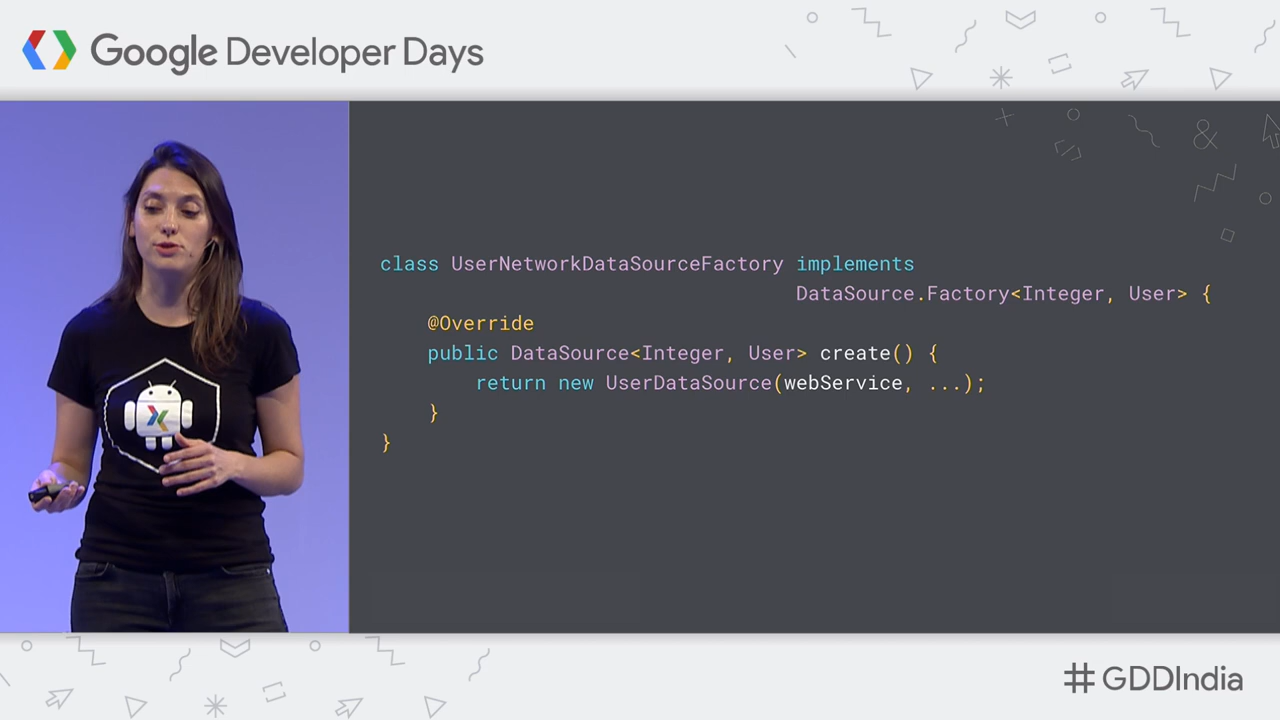 Google Developer Days
class UserNetworkDataSourceFactory implements
DataSource.Factory<Integer, User> {
@Override
public DataSource<Integer, User> create() {
return new UserDataSource(webService, ...);
}
}
#GDDIndia